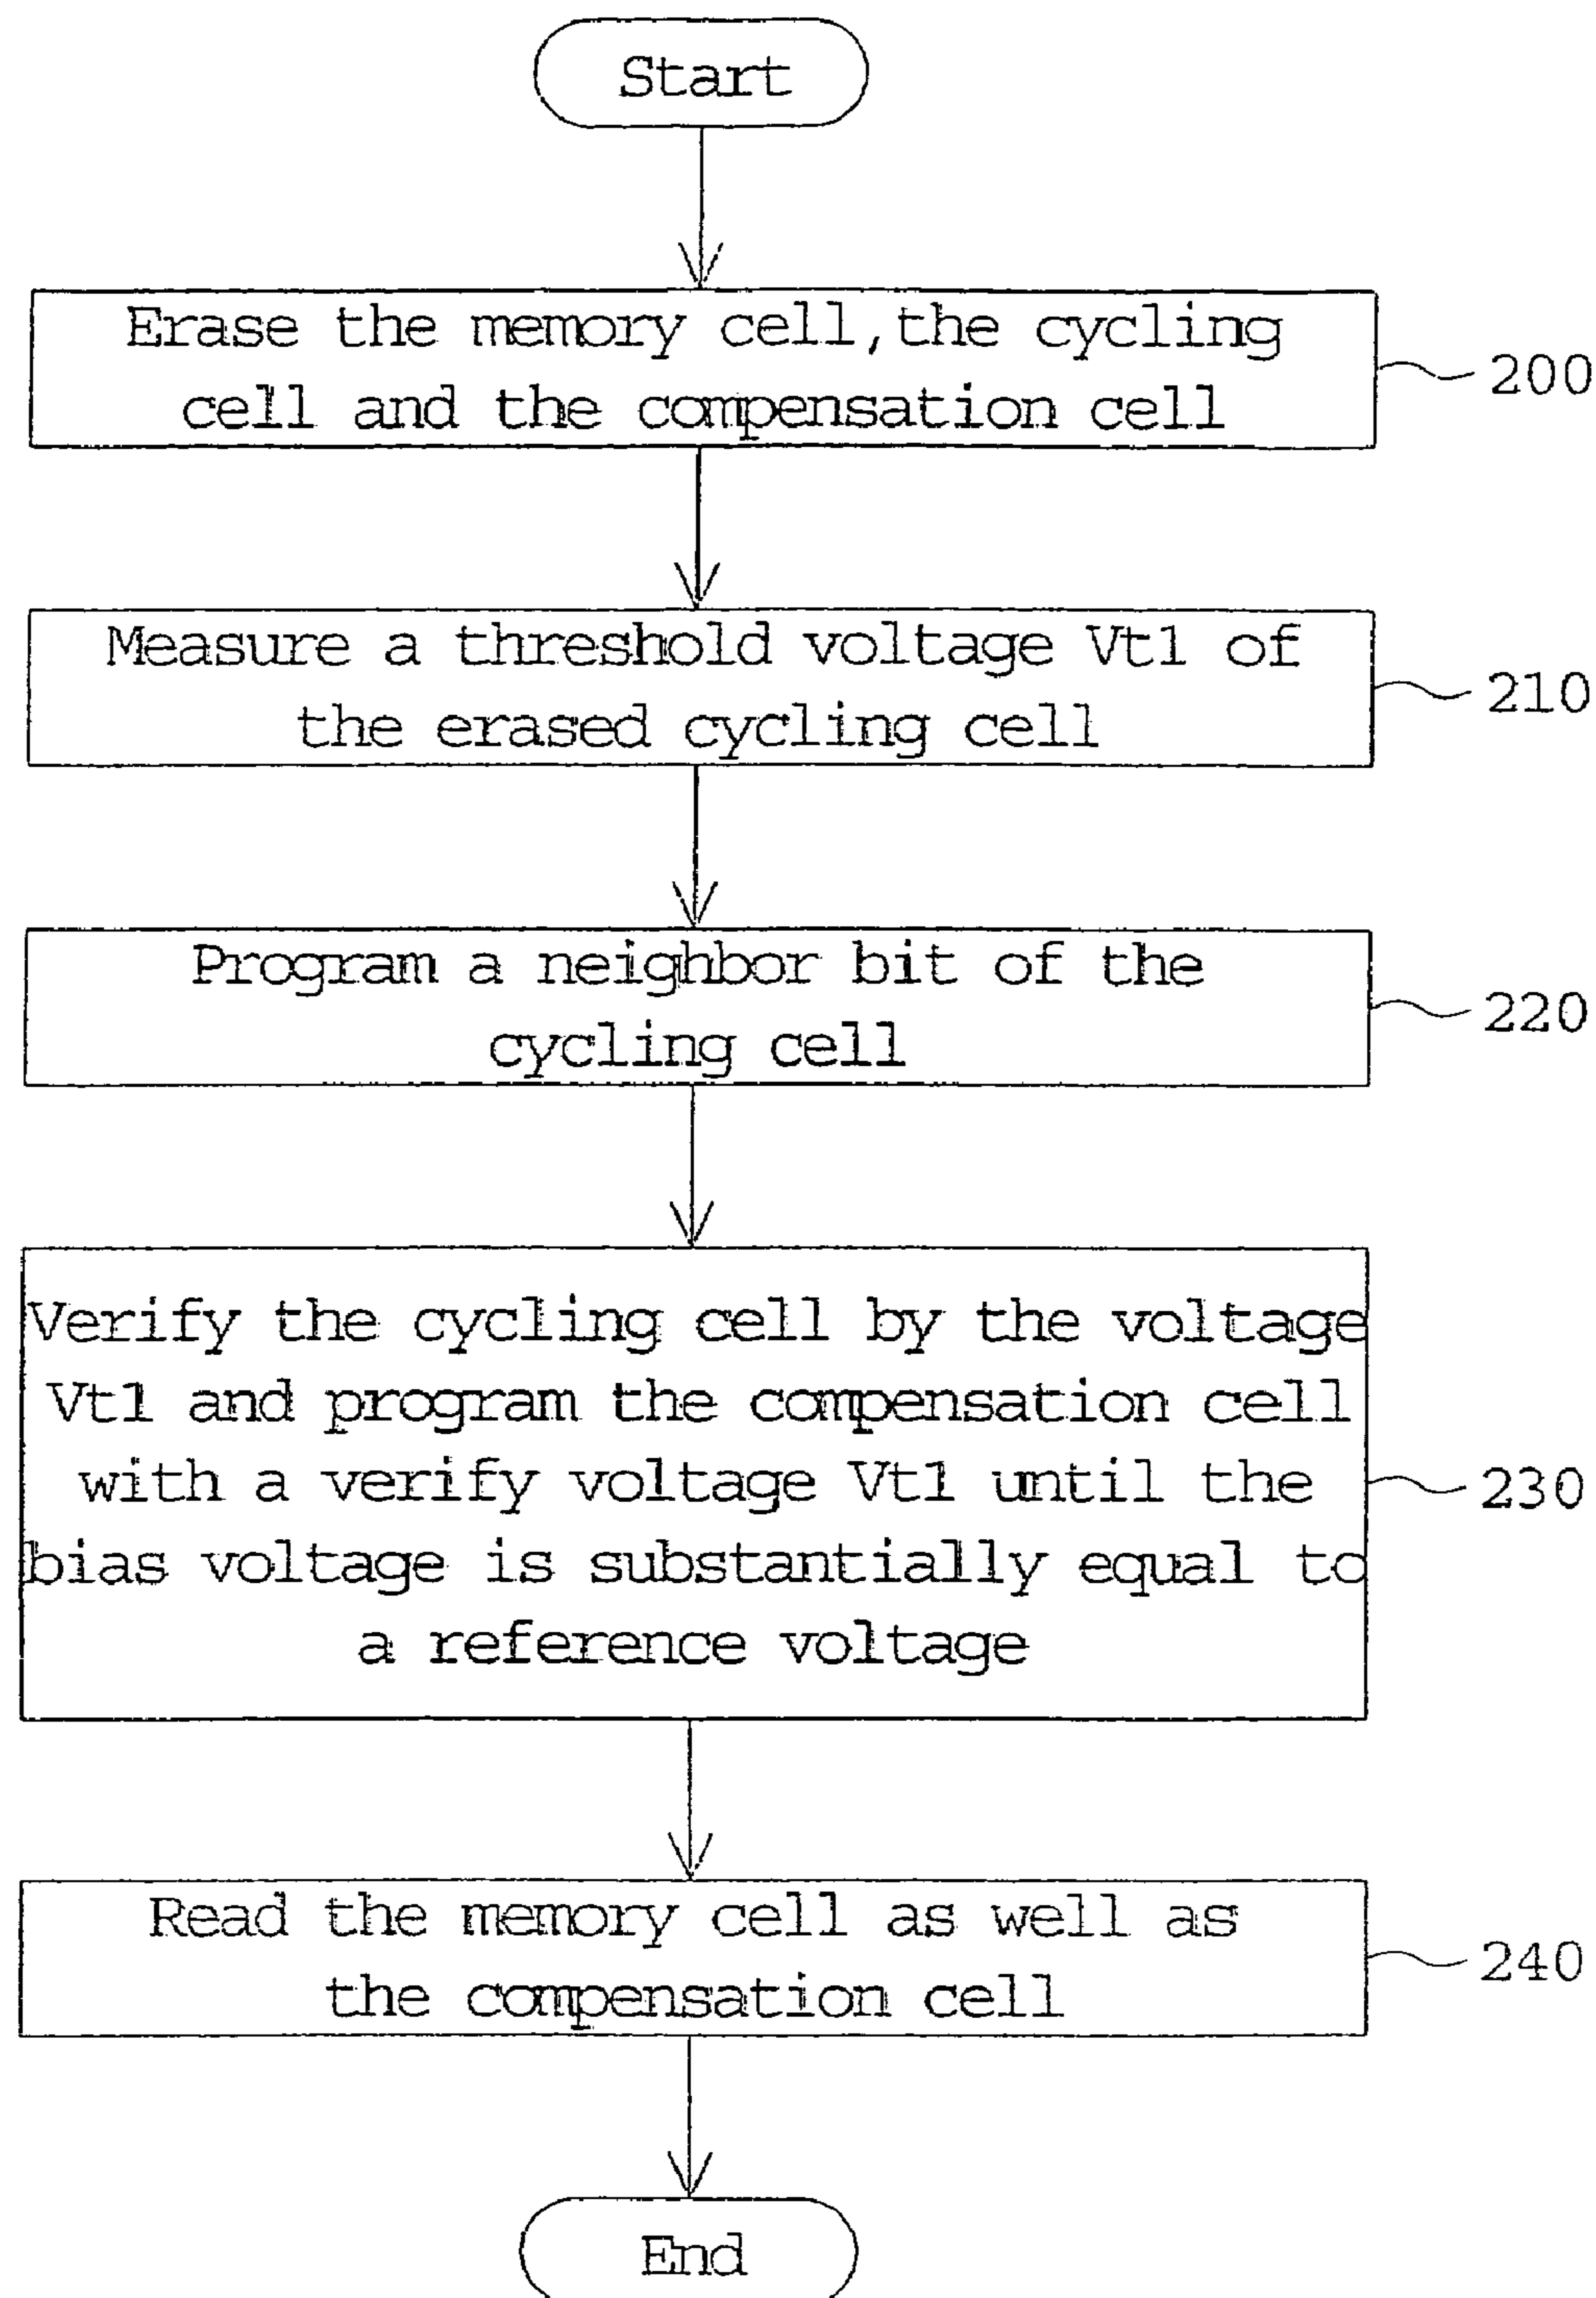 Start
Erase the memory cell,the cycling
cell and the compensation cell
200
Measure a threshold voltage Vt1 of
the erased cycling cell
210
Program a neighbor bit of the
cycling cell
220
Verify the cycling cell by the voltage
Vt1 and program the compensation cell
with a verify voltage Vt1 until the
bias voltage is substantially equal to
a reference voltage
230
Read the memory cell as well as
the compensation cell
240
End